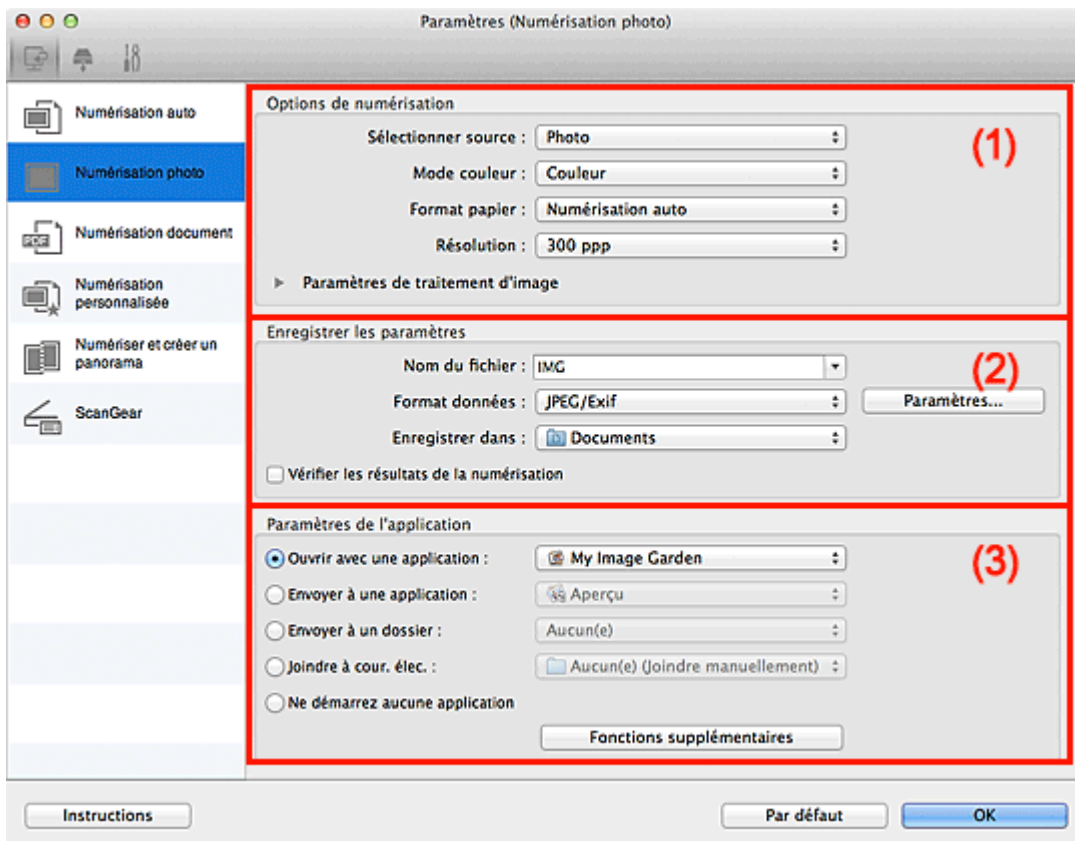 Paramètres (Numérisation photo)
Numérisation auto
Numérisation photo
PDF
Numérisation document
Numérisation
personnalisée
Numériser et créer un
panorama
ScanGear
Options de numérisation
(1)
Sélectionner source : Photo
Mode couleur : Couleur
Format papier : Numérisation auto
Résolution : 300 ppp
Paramètres de traitement d'image
Enregistrer les paramètres
(2)
Nom du fichier : IMG
Format données : JPEG/Exif Paramètres...
Enregistrer dans : Documents
Vérifier les résultats de la numérisation
Paramètres de l'application
(3)
Ouvrir avec une application : My Image Garden
Envoyer à une application : Aperçu
Envoyer à un dossier : Aucun(e)
Joindre à cour. élec. : Aucun(e) (Joindre manuellement)
Ne démarrez aucune application
Fonctions supplémentaires
Instructions Par défaut OK